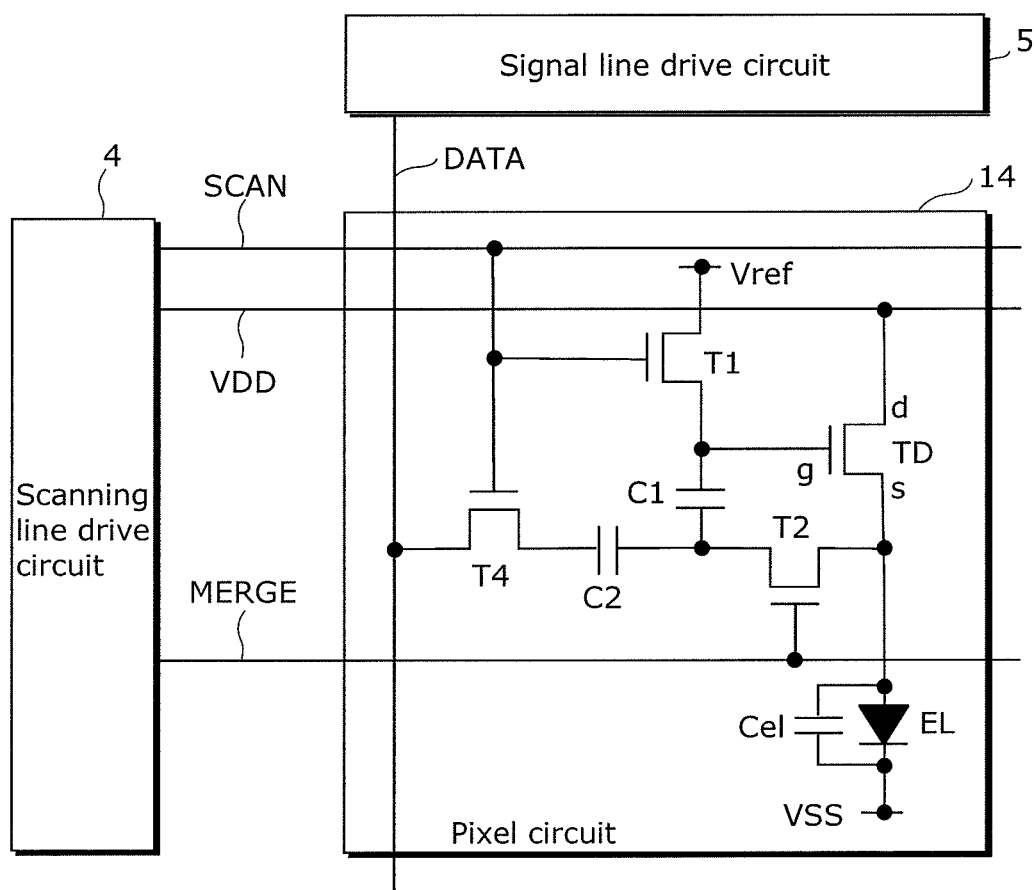 5
Signal line drive circuit
4
DATA
14
SCAN
Vref
VDD
T1
d
TD
g
s
C1
T2
Scanning
line drive
circuit
T4
C2
MERGE
Cel
EL
VSS
Pixel circuit